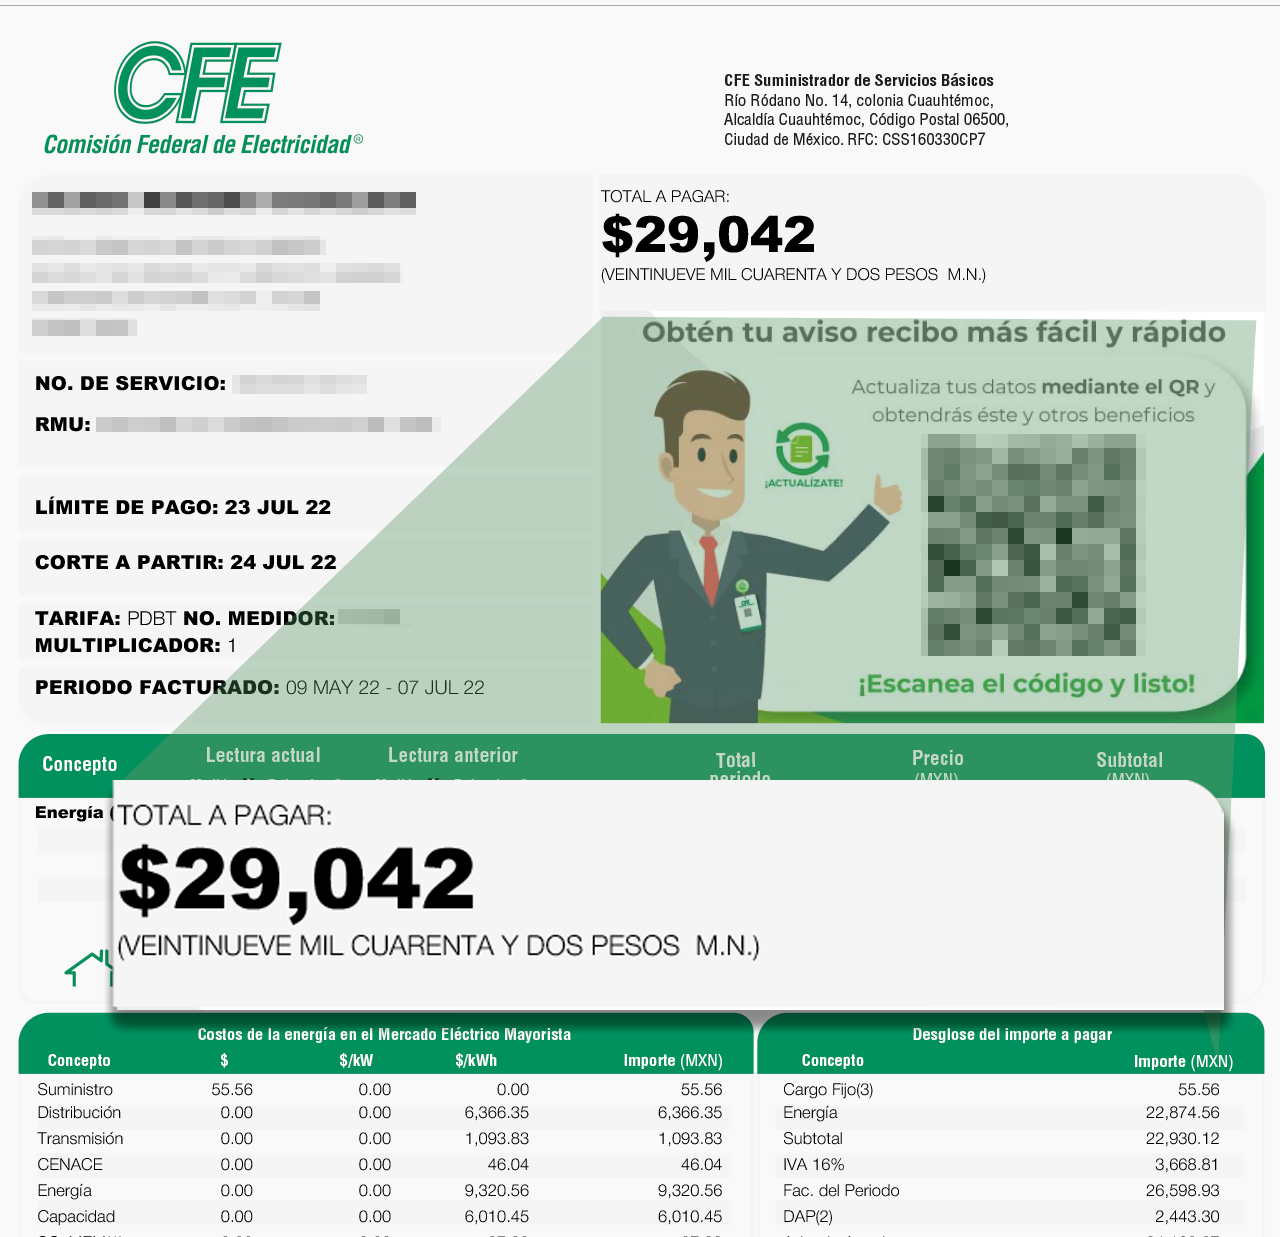 CFE
Comisión Federal de Electricidad®
CFE Suministrador de Servicios Básicos
Río Ródano No. 14, colonia Cuauhtémoc,
Alcaldía Cuauhtémoc, Código Postal 06500,
Ciudad de México. RFC: CSS160330CP7
TOTAL A PAGAR:
$29,042
(VEINTINUEVE MIL CUARENTA Y DOS PESOS M.N.)
NO. DE SERVICIO:
RMU:
LÍMITE DE PAGO: 23 JUL 22
CORTE A PARTIR: 24 JUL 22
TARIFA: PDBT NO. MEDIDOR:
MULTIPLICADOR: 1
PERIODO FACTURADO: 09 MAY 22 - 07 JUL 22
Obtén tu aviso recibo más fácil y rápido
Actualiza tus datos mediante el QR y
obtendrás éste y otros beneficios
¡ACTUALÍZATE!
CFE
¡Escanea el código y listo!
Concepto Lectura actual Lectura anterior Total periodo Precio (MXN) Subtotal (MXN)
Energía (
TOTAL A PAGAR:
$29,042
(VEINTINUEVE MIL CUARENTA Y DOS PESOS M.N.)
Costos de la energía en el Mercado Eléctrico Mayorista
Concepto $ $/kW $/kWh Importe (MXN)
Suministro 55.56 0.00 0.00 55.56
Distribución 0.00 0.00 6,366.35 6,366.35
Transmisión 0.00 0.00 1,093.83 1,093.83
CENACE 0.00 0.00 46.04 46.04
Energía 0.00 0.00 9,320.56 9,320.56
Capacidad 0.00 0.00 6,010.45 6,010.45
Desglose del importe a pagar
Concepto Importe (MXN)
Cargo Fijo(3) 55.56
Energía 22,874.56
Subtotal 22,930.12
IVA 16% 3,668.81
Fac. del Periodo 26,598.93
DAP(2) 2,443.30